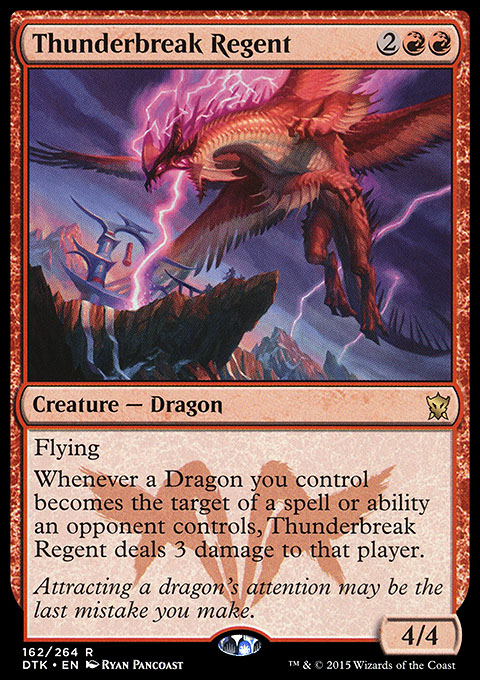 Thunderbreak Regent 2
Creature — Dragon
Flying
Whenever a Dragon you control
becomes the target of a spell or ability
an opponent controls, Thunderbreak
Regent deals 3 damage to that player.
Attracting a dragon's attention may be the
last mistake you make.
4/4
162/264 R
DTK • EN Ryan Pancoast
™ & © 2015 Wizards of the Coast